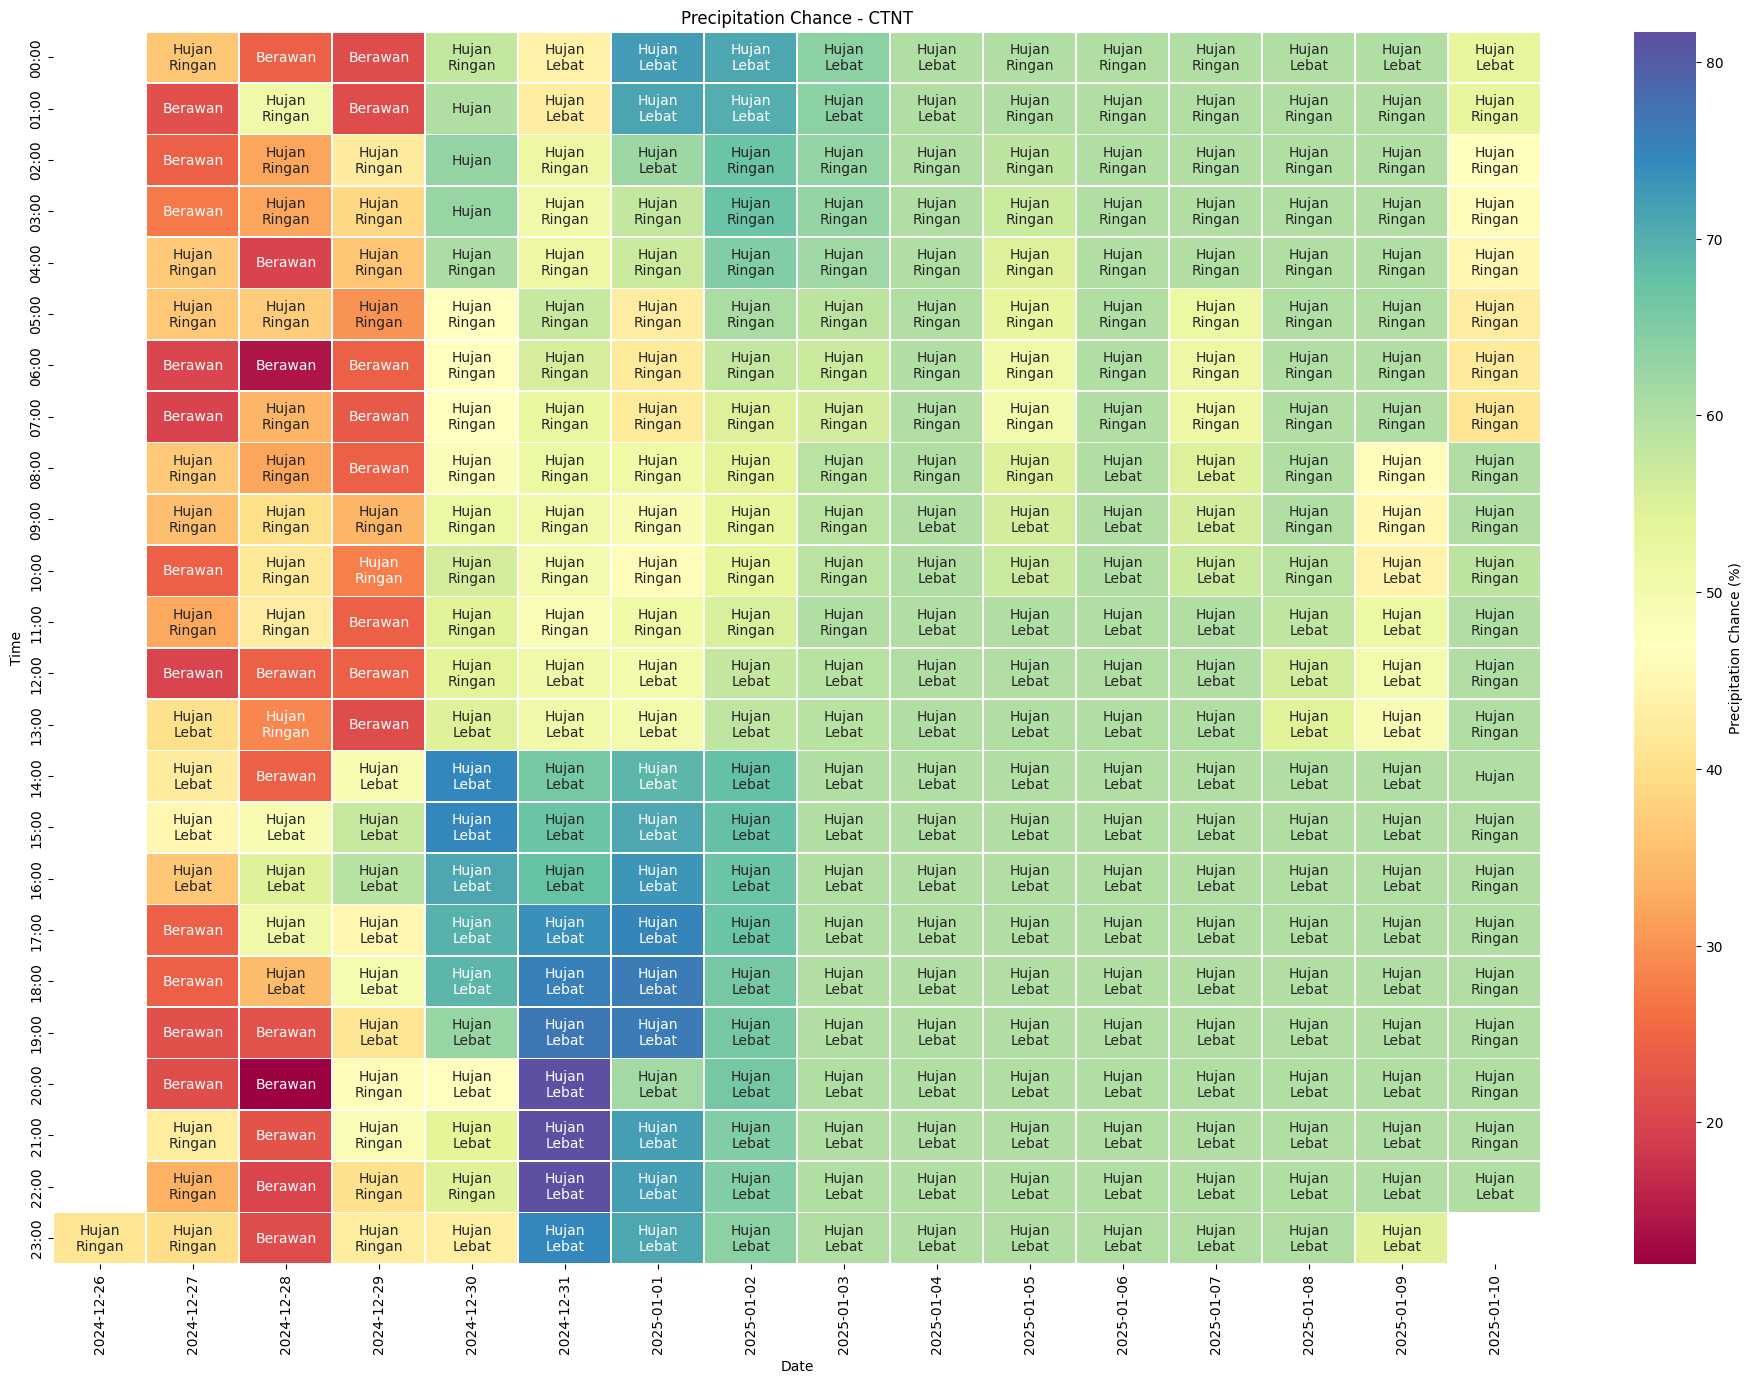 Precipitation Chance - CTNT
00:00 Hujan Ringan Berawan Berawan Hujan Ringan Hujan Lebat Hujan Lebat Hujan Lebat Hujan Lebat Hujan Lebat Hujan Ringan Hujan Ringan Hujan Ringan Hujan Lebat Hujan Lebat Hujan Lebat
01:00 Berawan Hujan Ringan Berawan Hujan Hujan Lebat Hujan Lebat Hujan Lebat Hujan Lebat Hujan Lebat Hujan Ringan Hujan Ringan Hujan Ringan Hujan Ringan Hujan Ringan Hujan Ringan
02:00 Berawan Hujan Ringan Hujan Ringan Hujan Hujan Ringan Hujan Lebat Hujan Ringan Hujan Ringan Hujan Ringan Hujan Ringan Hujan Ringan Hujan Ringan Hujan Ringan Hujan Ringan Hujan Ringan
03:00 Berawan Hujan Ringan Hujan Ringan Hujan Hujan Ringan Hujan Ringan Hujan Ringan Hujan Ringan Hujan Ringan Hujan Ringan Hujan Ringan Hujan Ringan Hujan Ringan Hujan Ringan Hujan Ringan
04:00 Hujan Ringan Berawan Hujan Ringan Hujan Ringan Hujan Ringan Hujan Ringan Hujan Ringan Hujan Ringan Hujan Ringan Hujan Ringan Hujan Ringan Hujan Ringan Hujan Ringan Hujan Ringan Hujan Ringan
05:00 Hujan Ringan Hujan Ringan Hujan Ringan Hujan Ringan Hujan Ringan Hujan Ringan Hujan Ringan Hujan Ringan Hujan Ringan Hujan Ringan Hujan Ringan Hujan Ringan Hujan Ringan Hujan Ringan Hujan Ringan
06:00 Berawan Berawan Berawan Hujan Ringan Hujan Ringan Hujan Ringan Hujan Ringan Hujan Ringan Hujan Ringan Hujan Ringan Hujan Ringan Hujan Ringan Hujan Ringan Hujan Ringan Hujan Ringan
07:00 Berawan Hujan Ringan Berawan Hujan Ringan Hujan Ringan Hujan Ringan Hujan Ringan Hujan Ringan Hujan Ringan Hujan Ringan Hujan Ringan Hujan Ringan Hujan Ringan Hujan Ringan Hujan Ringan
08:00 Hujan Ringan Hujan Ringan Berawan Hujan Ringan Hujan Ringan Hujan Ringan Hujan Ringan Hujan Ringan Hujan Ringan Hujan Ringan Hujan Lebat Hujan Lebat Hujan Ringan Hujan Ringan Hujan Ringan
09:00 Hujan Ringan Hujan Ringan Hujan Ringan Hujan Ringan Hujan Ringan Hujan Ringan Hujan Ringan Hujan Ringan Hujan Lebat Hujan Lebat Hujan Lebat Hujan Lebat Hujan Ringan Hujan Ringan Hujan Ringan
10:00 Berawan Hujan Ringan Hujan Ringan Hujan Ringan Hujan Ringan Hujan Ringan Hujan Ringan Hujan Ringan Hujan Lebat Hujan Lebat Hujan Lebat Hujan Lebat Hujan Ringan Hujan Lebat Hujan Ringan
11:00 Hujan Ringan Hujan Ringan Berawan Hujan Ringan Hujan Ringan Hujan Ringan Hujan Ringan Hujan Ringan Hujan Lebat Hujan Lebat Hujan Lebat Hujan Lebat Hujan Lebat Hujan Lebat Hujan Ringan
12:00 Berawan Berawan Berawan Hujan Ringan Hujan Lebat Hujan Lebat Hujan Lebat Hujan Lebat Hujan Lebat Hujan Lebat Hujan Lebat Hujan Lebat Hujan Lebat Hujan Lebat Hujan Ringan
13:00 Hujan Lebat Hujan Ringan Berawan Hujan Lebat Hujan Lebat Hujan Lebat Hujan Lebat Hujan Lebat Hujan Lebat Hujan Lebat Hujan Lebat Hujan Lebat Hujan Lebat Hujan Lebat Hujan Ringan
14:00 Hujan Lebat Berawan Hujan Lebat Hujan Lebat Hujan Lebat Hujan Lebat Hujan Lebat Hujan Lebat Hujan Lebat Hujan Lebat Hujan Lebat Hujan Lebat Hujan Lebat Hujan Lebat Hujan
15:00 Hujan Lebat Hujan Lebat Hujan Lebat Hujan Lebat Hujan Lebat Hujan Lebat Hujan Lebat Hujan Lebat Hujan Lebat Hujan Lebat Hujan Lebat Hujan Lebat Hujan Lebat Hujan Lebat Hujan Ringan
16:00 Hujan Lebat Hujan Lebat Hujan Lebat Hujan Lebat Hujan Lebat Hujan Lebat Hujan Lebat Hujan Lebat Hujan Lebat Hujan Lebat Hujan Lebat Hujan Lebat Hujan Lebat Hujan Lebat Hujan Ringan
17:00 Berawan Hujan Lebat Hujan Lebat Hujan Lebat Hujan Lebat Hujan Lebat Hujan Lebat Hujan Lebat Hujan Lebat Hujan Lebat Hujan Lebat Hujan Lebat Hujan Lebat Hujan Lebat Hujan Ringan
18:00 Berawan Hujan Lebat Hujan Lebat Hujan Lebat Hujan Lebat Hujan Lebat Hujan Lebat Hujan Lebat Hujan Lebat Hujan Lebat Hujan Lebat Hujan Lebat Hujan Lebat Hujan Lebat Hujan Ringan
19:00 Berawan Berawan Hujan Lebat Hujan Lebat Hujan Lebat Hujan Lebat Hujan Lebat Hujan Lebat Hujan Lebat Hujan Lebat Hujan Lebat Hujan Lebat Hujan Lebat Hujan Lebat Hujan Ringan
20:00 Berawan Berawan Hujan Ringan Hujan Lebat Hujan Lebat Hujan Lebat Hujan Lebat Hujan Lebat Hujan Lebat Hujan Lebat Hujan Lebat Hujan Lebat Hujan Lebat Hujan Lebat Hujan Ringan
21:00 Hujan Ringan Berawan Hujan Ringan Hujan Lebat Hujan Lebat Hujan Lebat Hujan Lebat Hujan Lebat Hujan Lebat Hujan Lebat Hujan Lebat Hujan Lebat Hujan Lebat Hujan Lebat Hujan Ringan
22:00 Hujan Ringan Berawan Hujan Ringan Hujan Ringan Hujan Lebat Hujan Lebat Hujan Lebat Hujan Lebat Hujan Lebat Hujan Lebat Hujan Lebat Hujan Lebat Hujan Lebat Hujan Lebat Hujan Lebat
23:00 Hujan Ringan Hujan Ringan Berawan Hujan Ringan Hujan Lebat Hujan Lebat Hujan Lebat Hujan Lebat Hujan Lebat Hujan Lebat Hujan Lebat Hujan Lebat Hujan Lebat Hujan Lebat Hujan Lebat
Time
2024-12-26 2024-12-27 2024-12-28 2024-12-29 2024-12-30 2024-12-31 2025-01-01 2025-01-02 2025-01-03 2025-01-04 2025-01-05 2025-01-06 2025-01-07 2025-01-08 2025-01-09 2025-01-10
Date
80
70
60
50
40
30
20
Precipitation Chance (%)